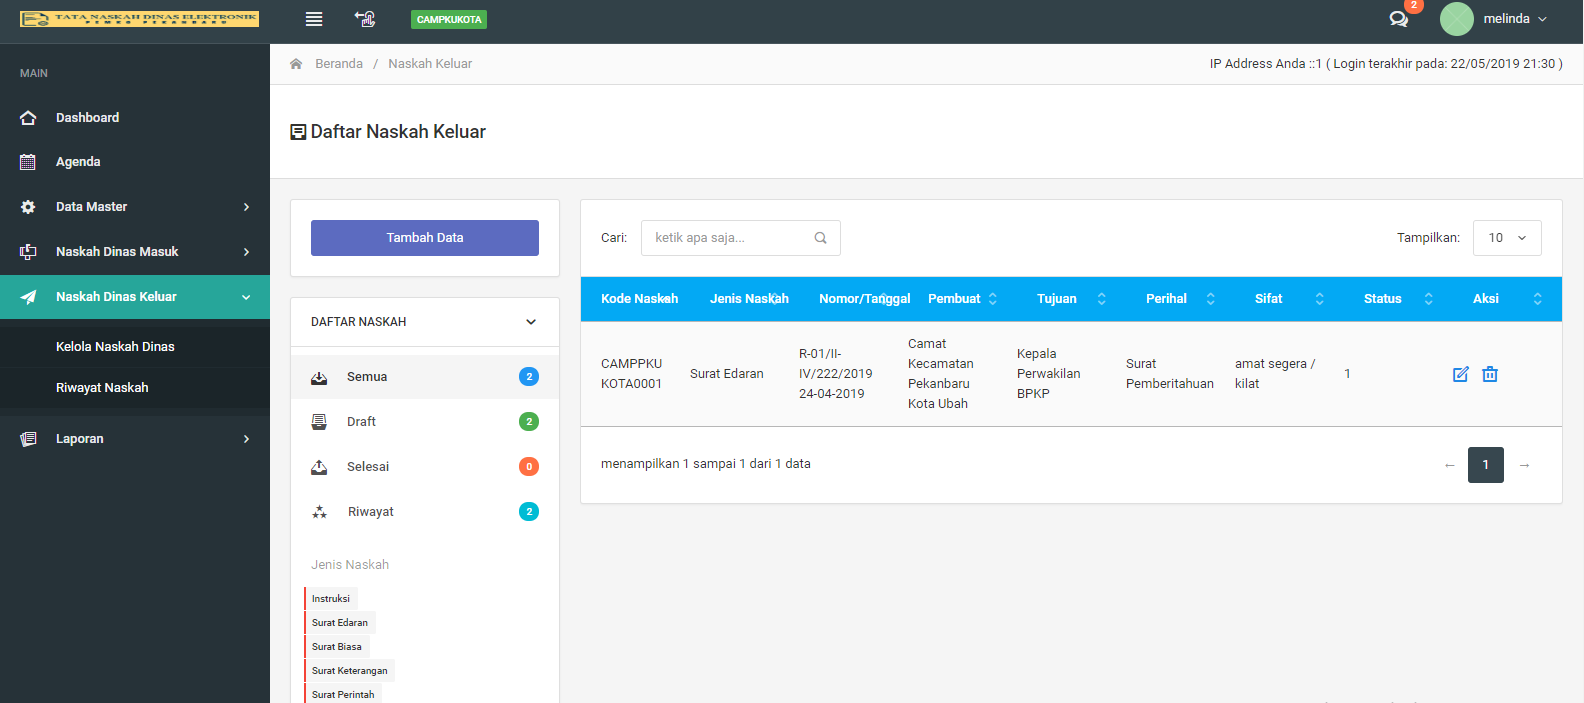 TATA NASKAH DINAS ELEKTRONIK
PEMKO PEKANBARU
CAMPKUKOTA
2
melinda
MAIN
Dashboard
Agenda
Data Master
Naskah Dinas Masuk
Naskah Dinas Keluar
Kelola Naskah Dinas
Riwayat Naskah
Laporan
Beranda / Naskah Keluar
IP Address Anda ::1 ( Login terakhir pada: 22/05/2019 21:30 )
Daftar Naskah Keluar
Tambah Data
DAFTAR NASKAH
Semua 2
Draft 2
Selesai 0
Riwayat 2
Jenis Naskah
Instruksi
Surat Edaran
Surat Biasa
Surat Keterangan
Surat Perintah
Cari: ketik apa saja... Tampilkan: 10
Kode Naskah Jenis Naskah Nomor/Tanggal Pembuat Tujuan Perihal Sifat Status Aksi
CAMPPKU
KOTA0001
Surat Edaran
R-01/II-
IV/222/2019
24-04-2019
Camat
Kecamatan
Pekanbaru
Kota Ubah
Kepala
Perwakilan
BPKP
Surat
Pemberitahuan
amat segera /
kilat
1
menampilkan 1 sampai 1 dari 1 data
← 1 →